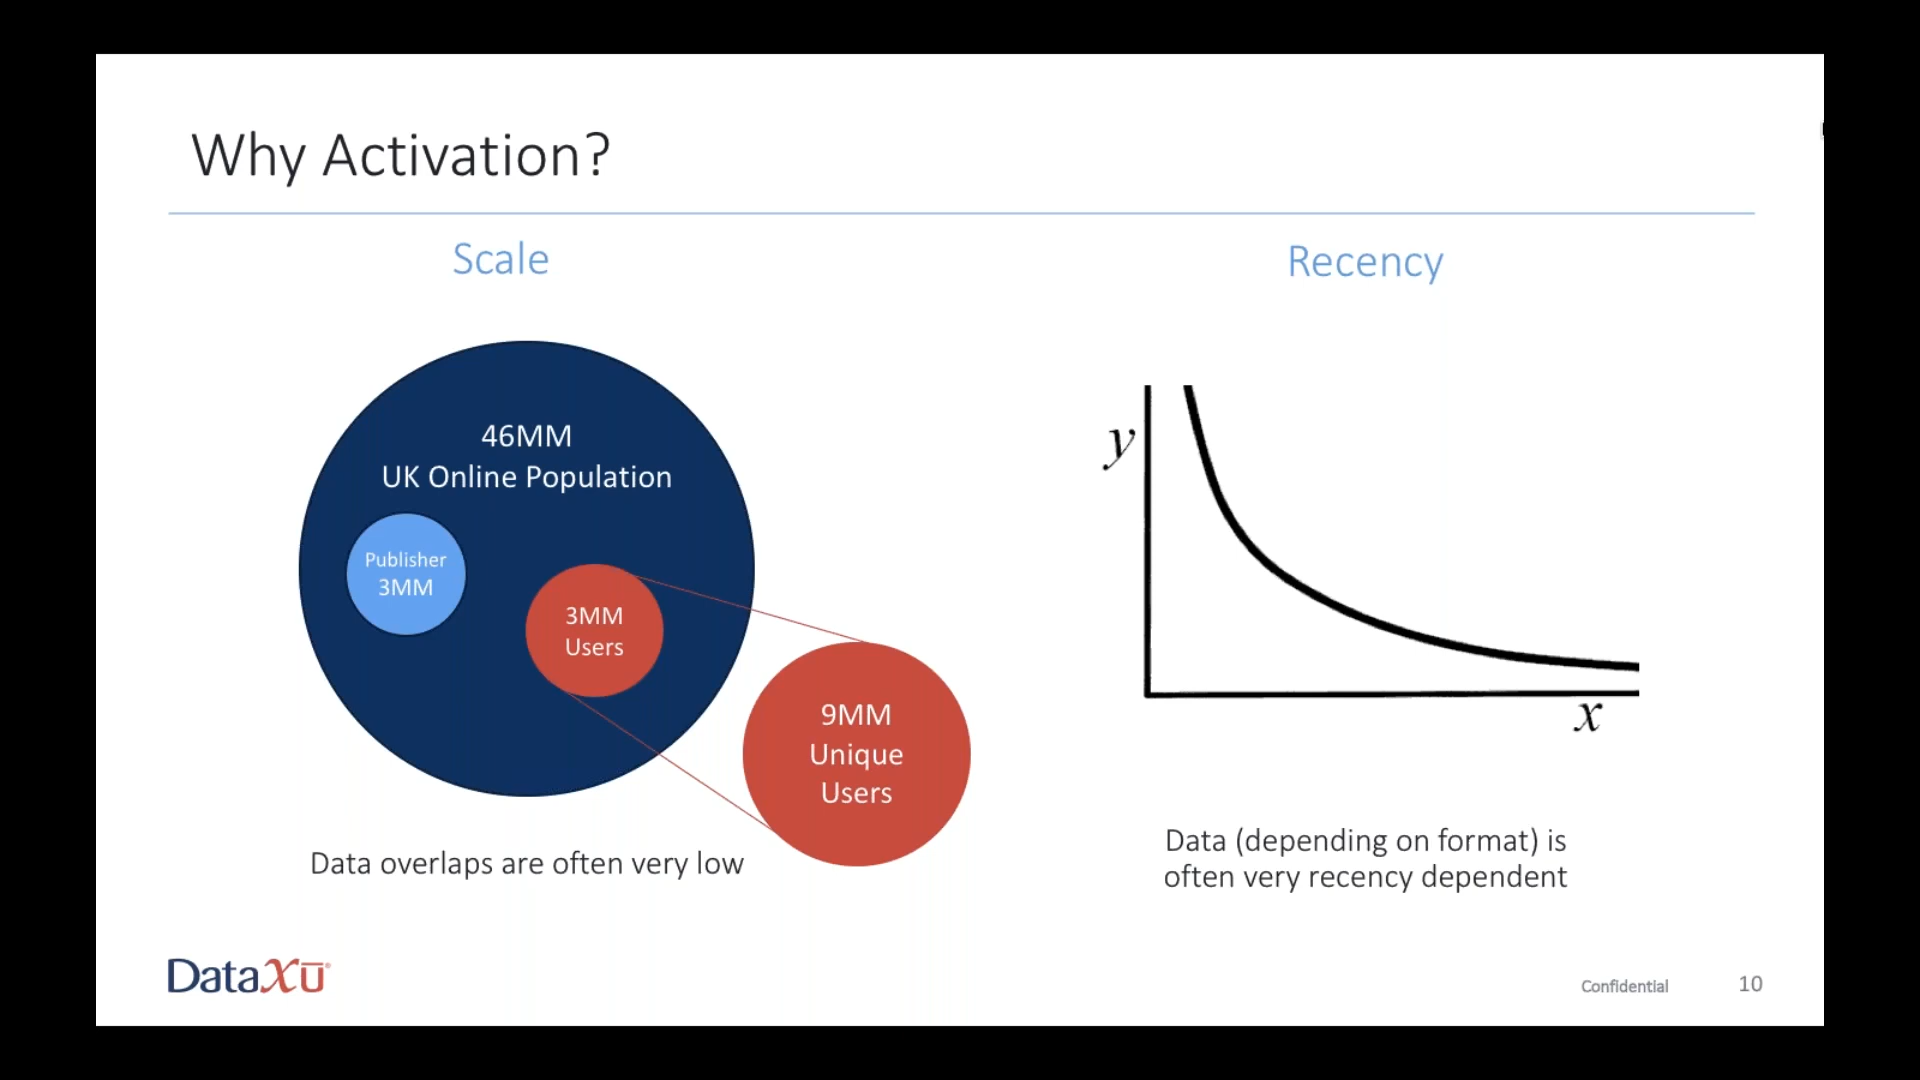 Why Activation?
Scale
46MM
UK Online Population
Publisher
3MM
3MM
Users
9MM
Unique
Users
Data overlaps are often very low
Recency
y
x
Data (depending on format) is
often very recency dependent
DataXū®
Confidential
10